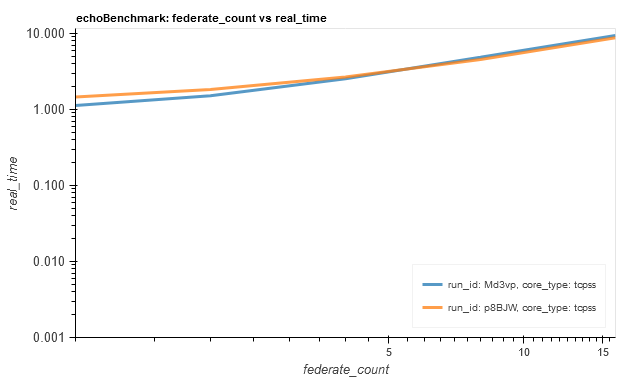 echoBenchmark: federate_count vs real_time
10.000
1.000
0.100
0.010
0.001
real_time
run_id: Md3vp, core_type: tcpss
run_id: p8BJW, core_type: tcpss
5
10
15
federate_count